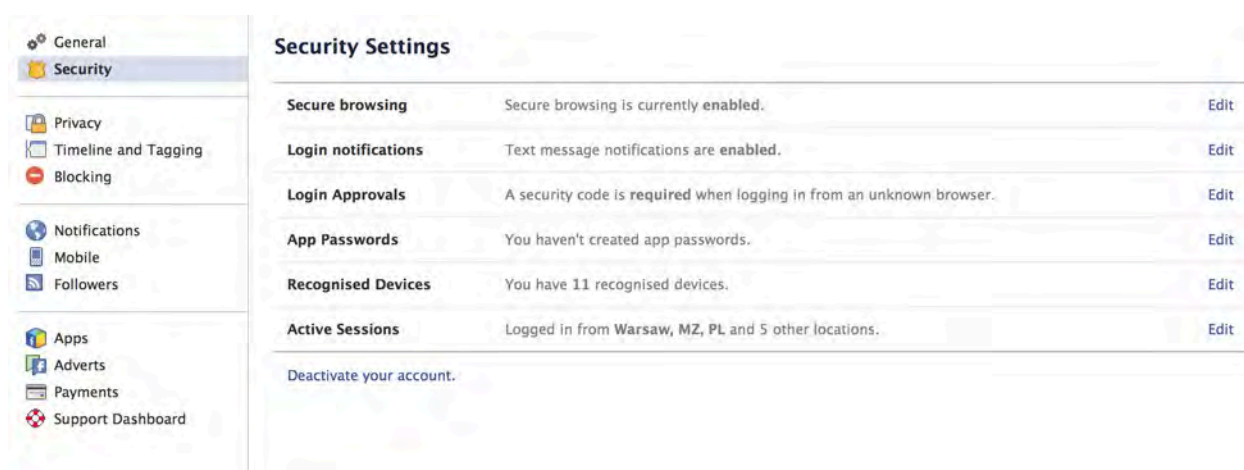 General
Security
Privacy
Timeline and Tagging
Blocking
Notifications
Mobile
Followers
Apps
Adverts
Payments
Support Dashboard
Security Settings
Secure browsing Secure browsing is currently enabled. Edit
Login notifications Text message notifications are enabled. Edit
Login Approvals A security code is required when logging in from an unknown browser. Edit
App Passwords You haven't created app passwords. Edit
Recognised Devices You have 11 recognised devices. Edit
Active Sessions Logged in from Warsaw, MZ, PL and 5 other locations. Edit
Deactivate your account.